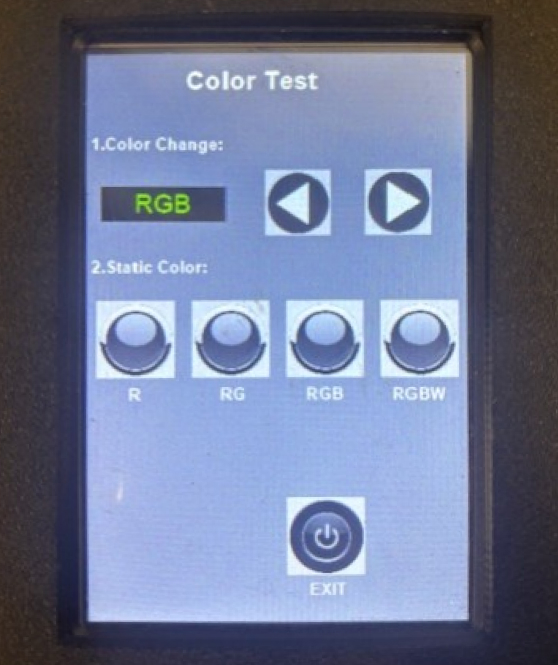 Color Test
1.Color Change:
RGB
2.Static Color:
R RG RGB RGBW
EXIT